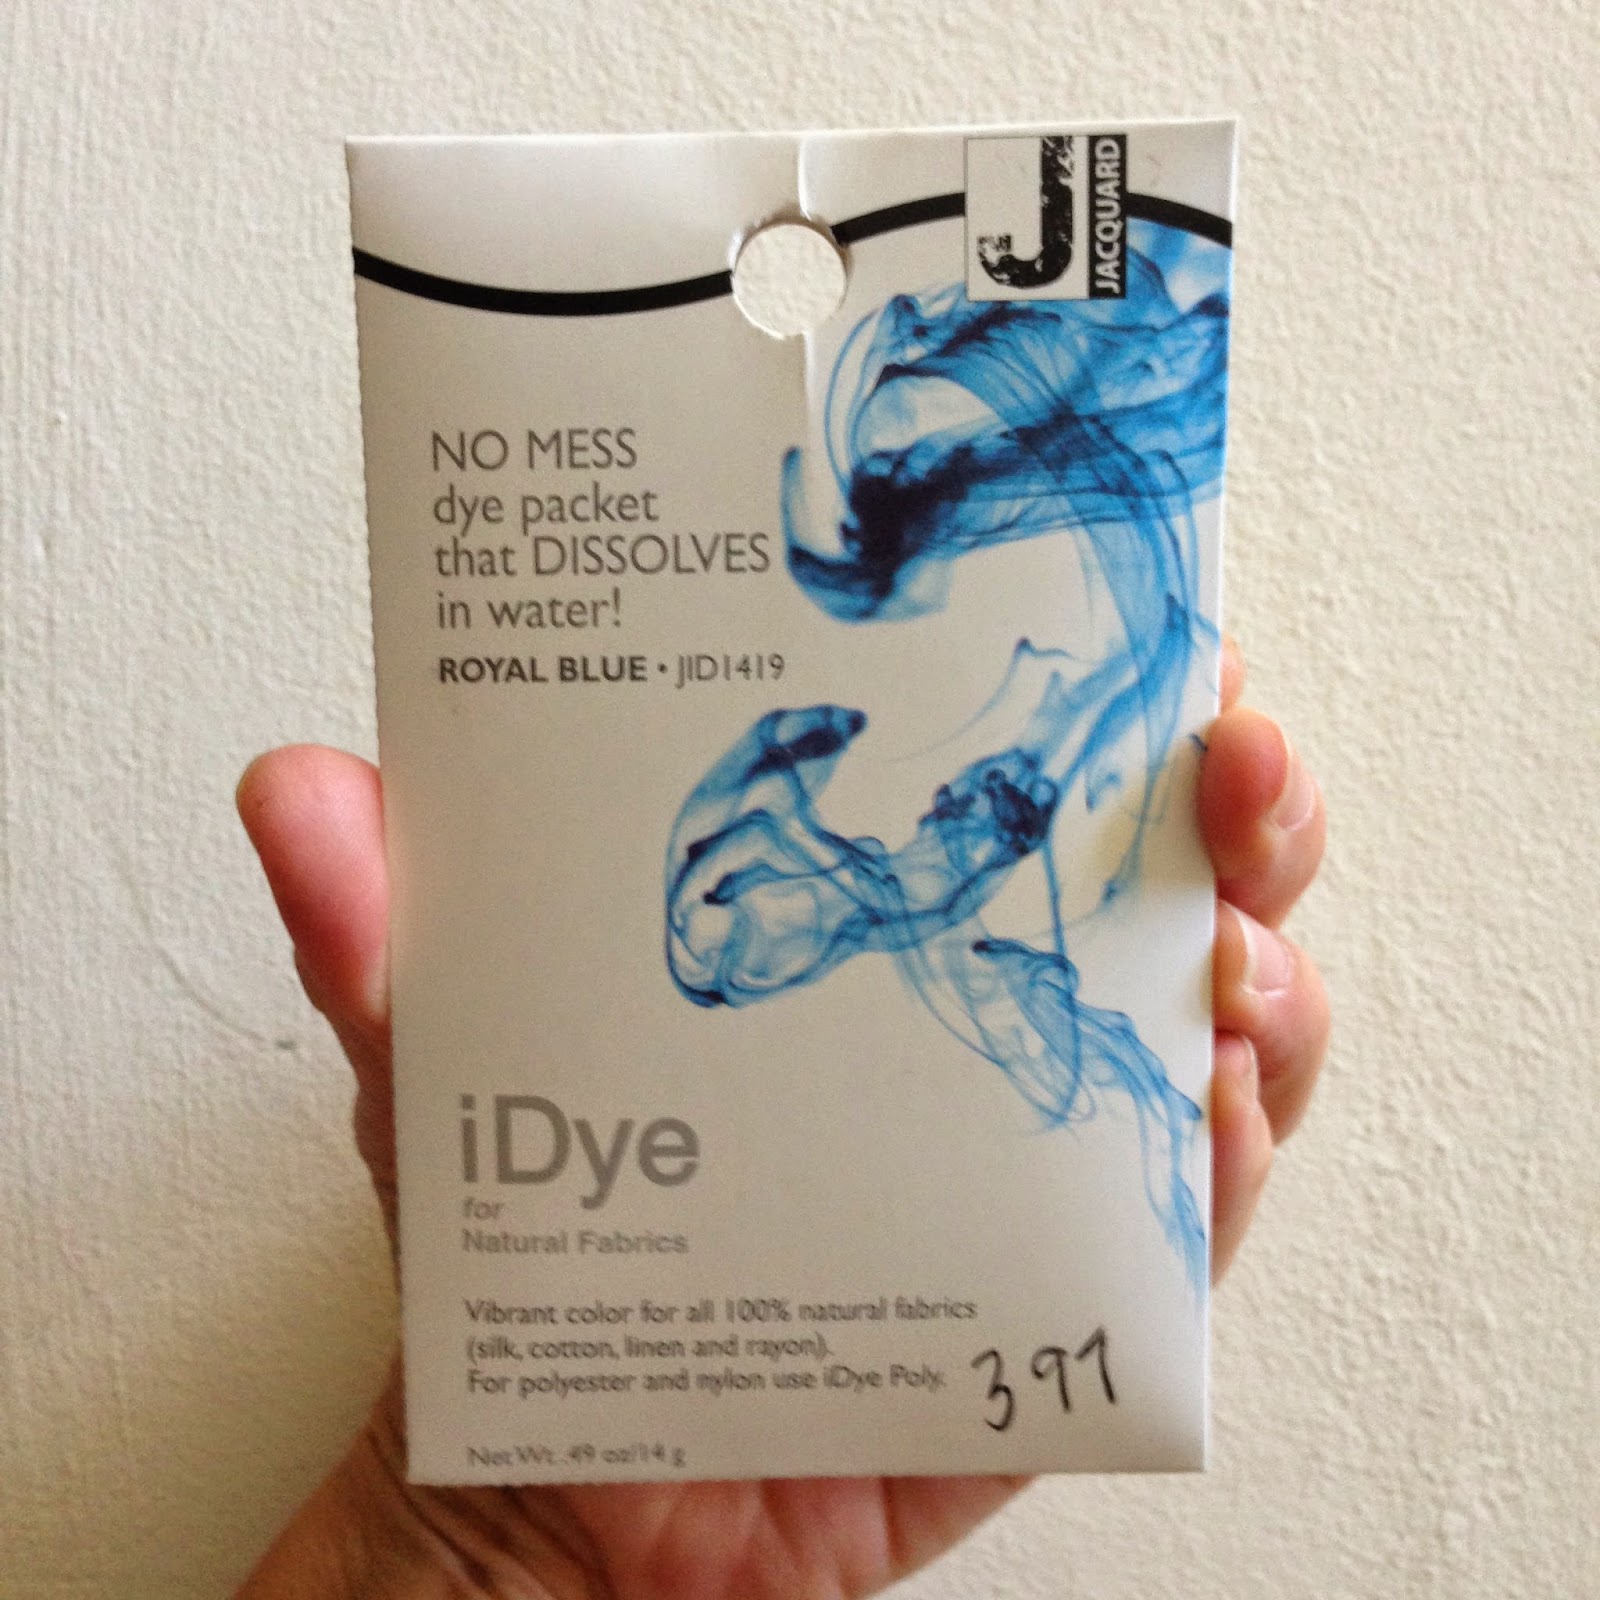 J
JACQUARD
NO MESS
dye packet
that DISSOLVES
in water!
ROYAL BLUE • JID1419
iDye
for
Natural Fabrics
Vibrant color for all 100% natural fabrics
(silk, cotton, linen and rayon).
For polyester and nylon use iDye Poly.
397
Net Wt. .49 oz/14 g